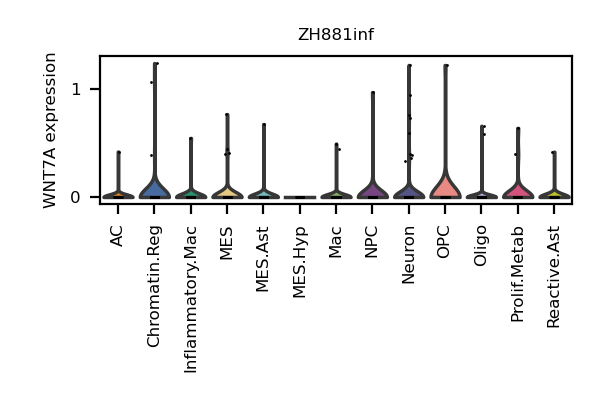 ZH881inf
WNT7A expression
1
0
AC
Chromatin.Reg
Inflammatory.Mac
MES
MES.Ast
MES.Hyp
Mac
NPC
Neuron
OPC
Oligo
Prolif.Metab
Reactive.Ast